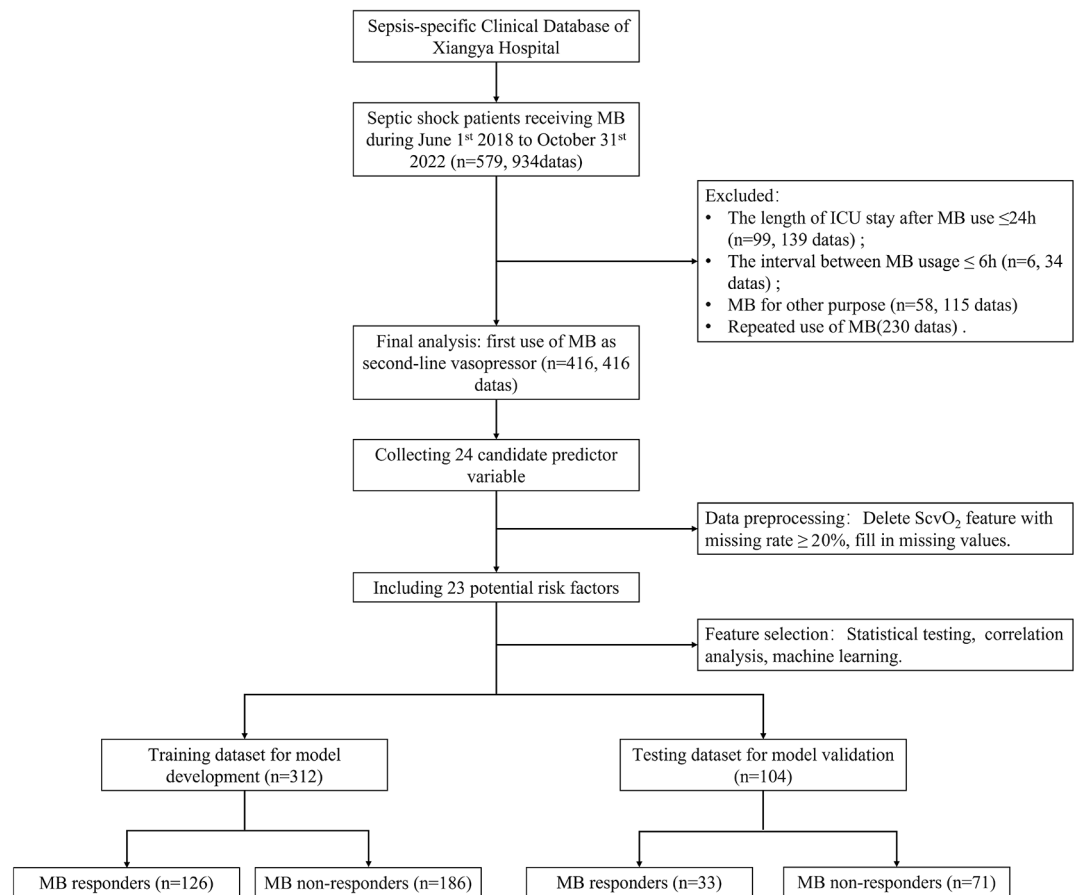 Sepsis-specific Clinical Database of
Xiangya Hospital
Septic shock patients receiving MB
during June 1st 2018 to October 31st
2022 (n=579, 934datas)
Excluded：
• The length of ICU stay after MB use ≤24h
(n=99, 139 datas) ;
• The interval between MB usage ≤ 6h (n=6, 34
datas) ;
• MB for other purpose (n=58, 115 datas)
• Repeated use of MB(230 datas) .
Final analysis: first use of MB as
second-line vasopressor (n=416, 416
datas)
Collecting 24 candidate predictor
variable
Data preprocessing：Delete ScvO₂ feature with
missing rate ≥ 20%, fill in missing values.
Including 23 potential risk factors
Feature selection：Statistical testing, correlation
analysis, machine learning.
Training dataset for model
development (n=312)
Testing dataset for model validation
(n=104)
MB responders (n=126)
MB non-responders (n=186)
MB responders (n=33)
MB non-responders (n=71)